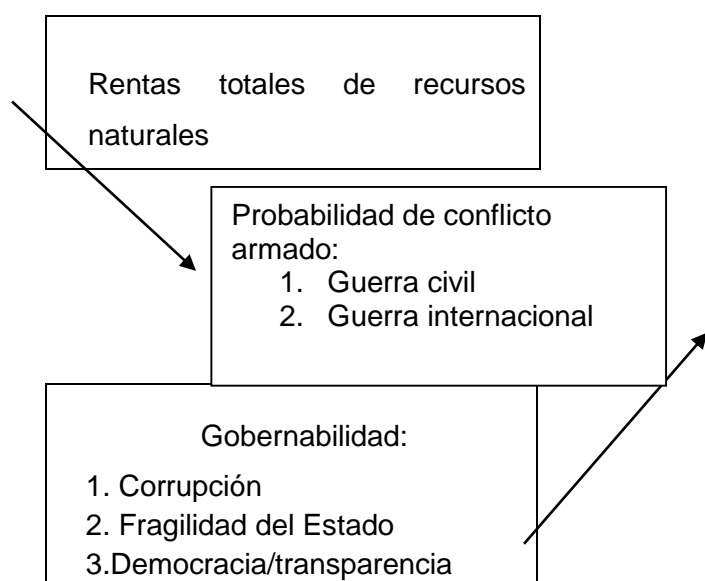 Rentas totales de recursos
naturales
Probabilidad de conflicto
armado:
1. Guerra civil
2. Guerra internacional
Gobernabilidad:
1. Corrupción
2. Fragilidad del Estado
3.Democracia/transparencia